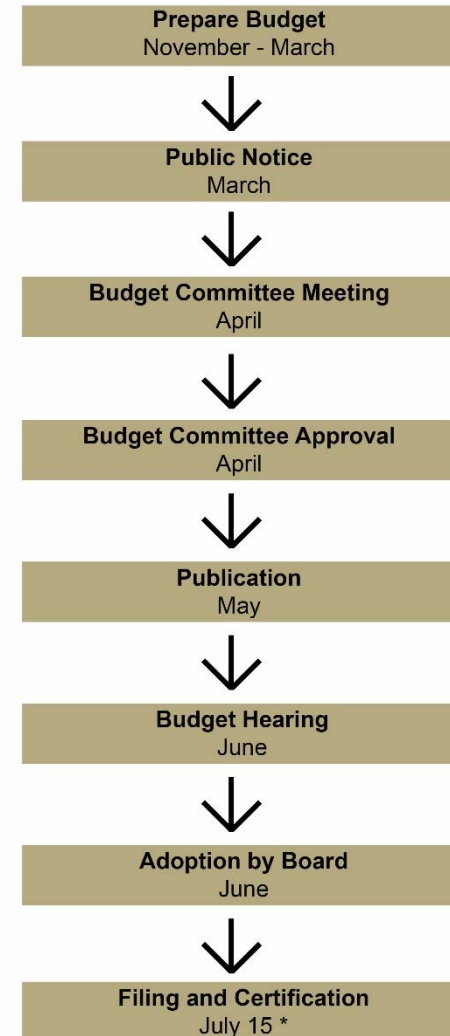 Prepare Budget
November - March
Public Notice
March
Budget Committee Meeting
April
Budget Committee Approval
April
Publication
May
Budget Hearing
June
Adoption by Board
June
Filing and Certification
July 15 *